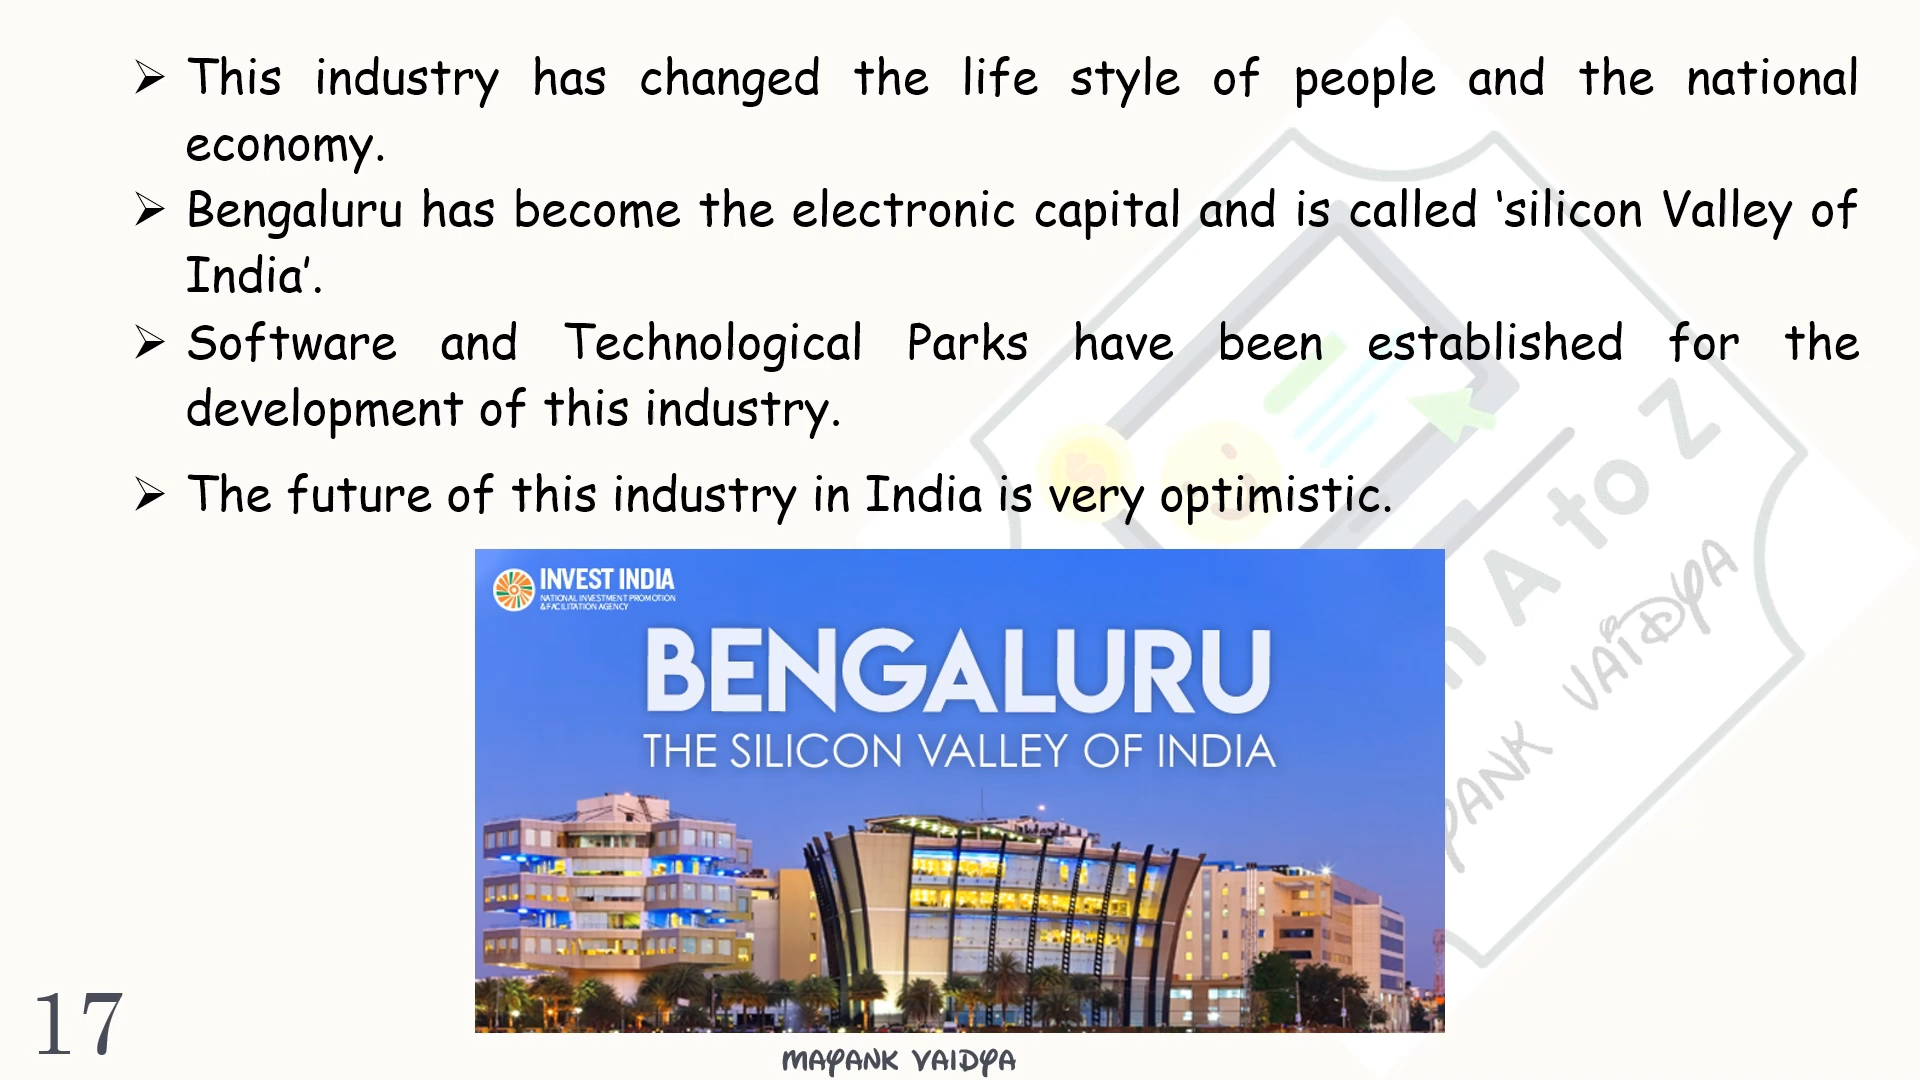 ➢ This industry has changed the life style of people and the national
economy.
➢ Bengaluru has become the electronic capital and is called ‘silicon Valley of
India’.
➢ Software and Technological Parks have been established for the
development of this industry.
➢ The future of this industry in India is very optimistic.
INVEST INDIA
NATIONAL INVESTMENT PROMOTION
& FACILITATION AGENCY
BENGALURU
THE SILICON VALLEY OF INDIA
A to Z
VAIDYA
17
MAYANK VAIDYA